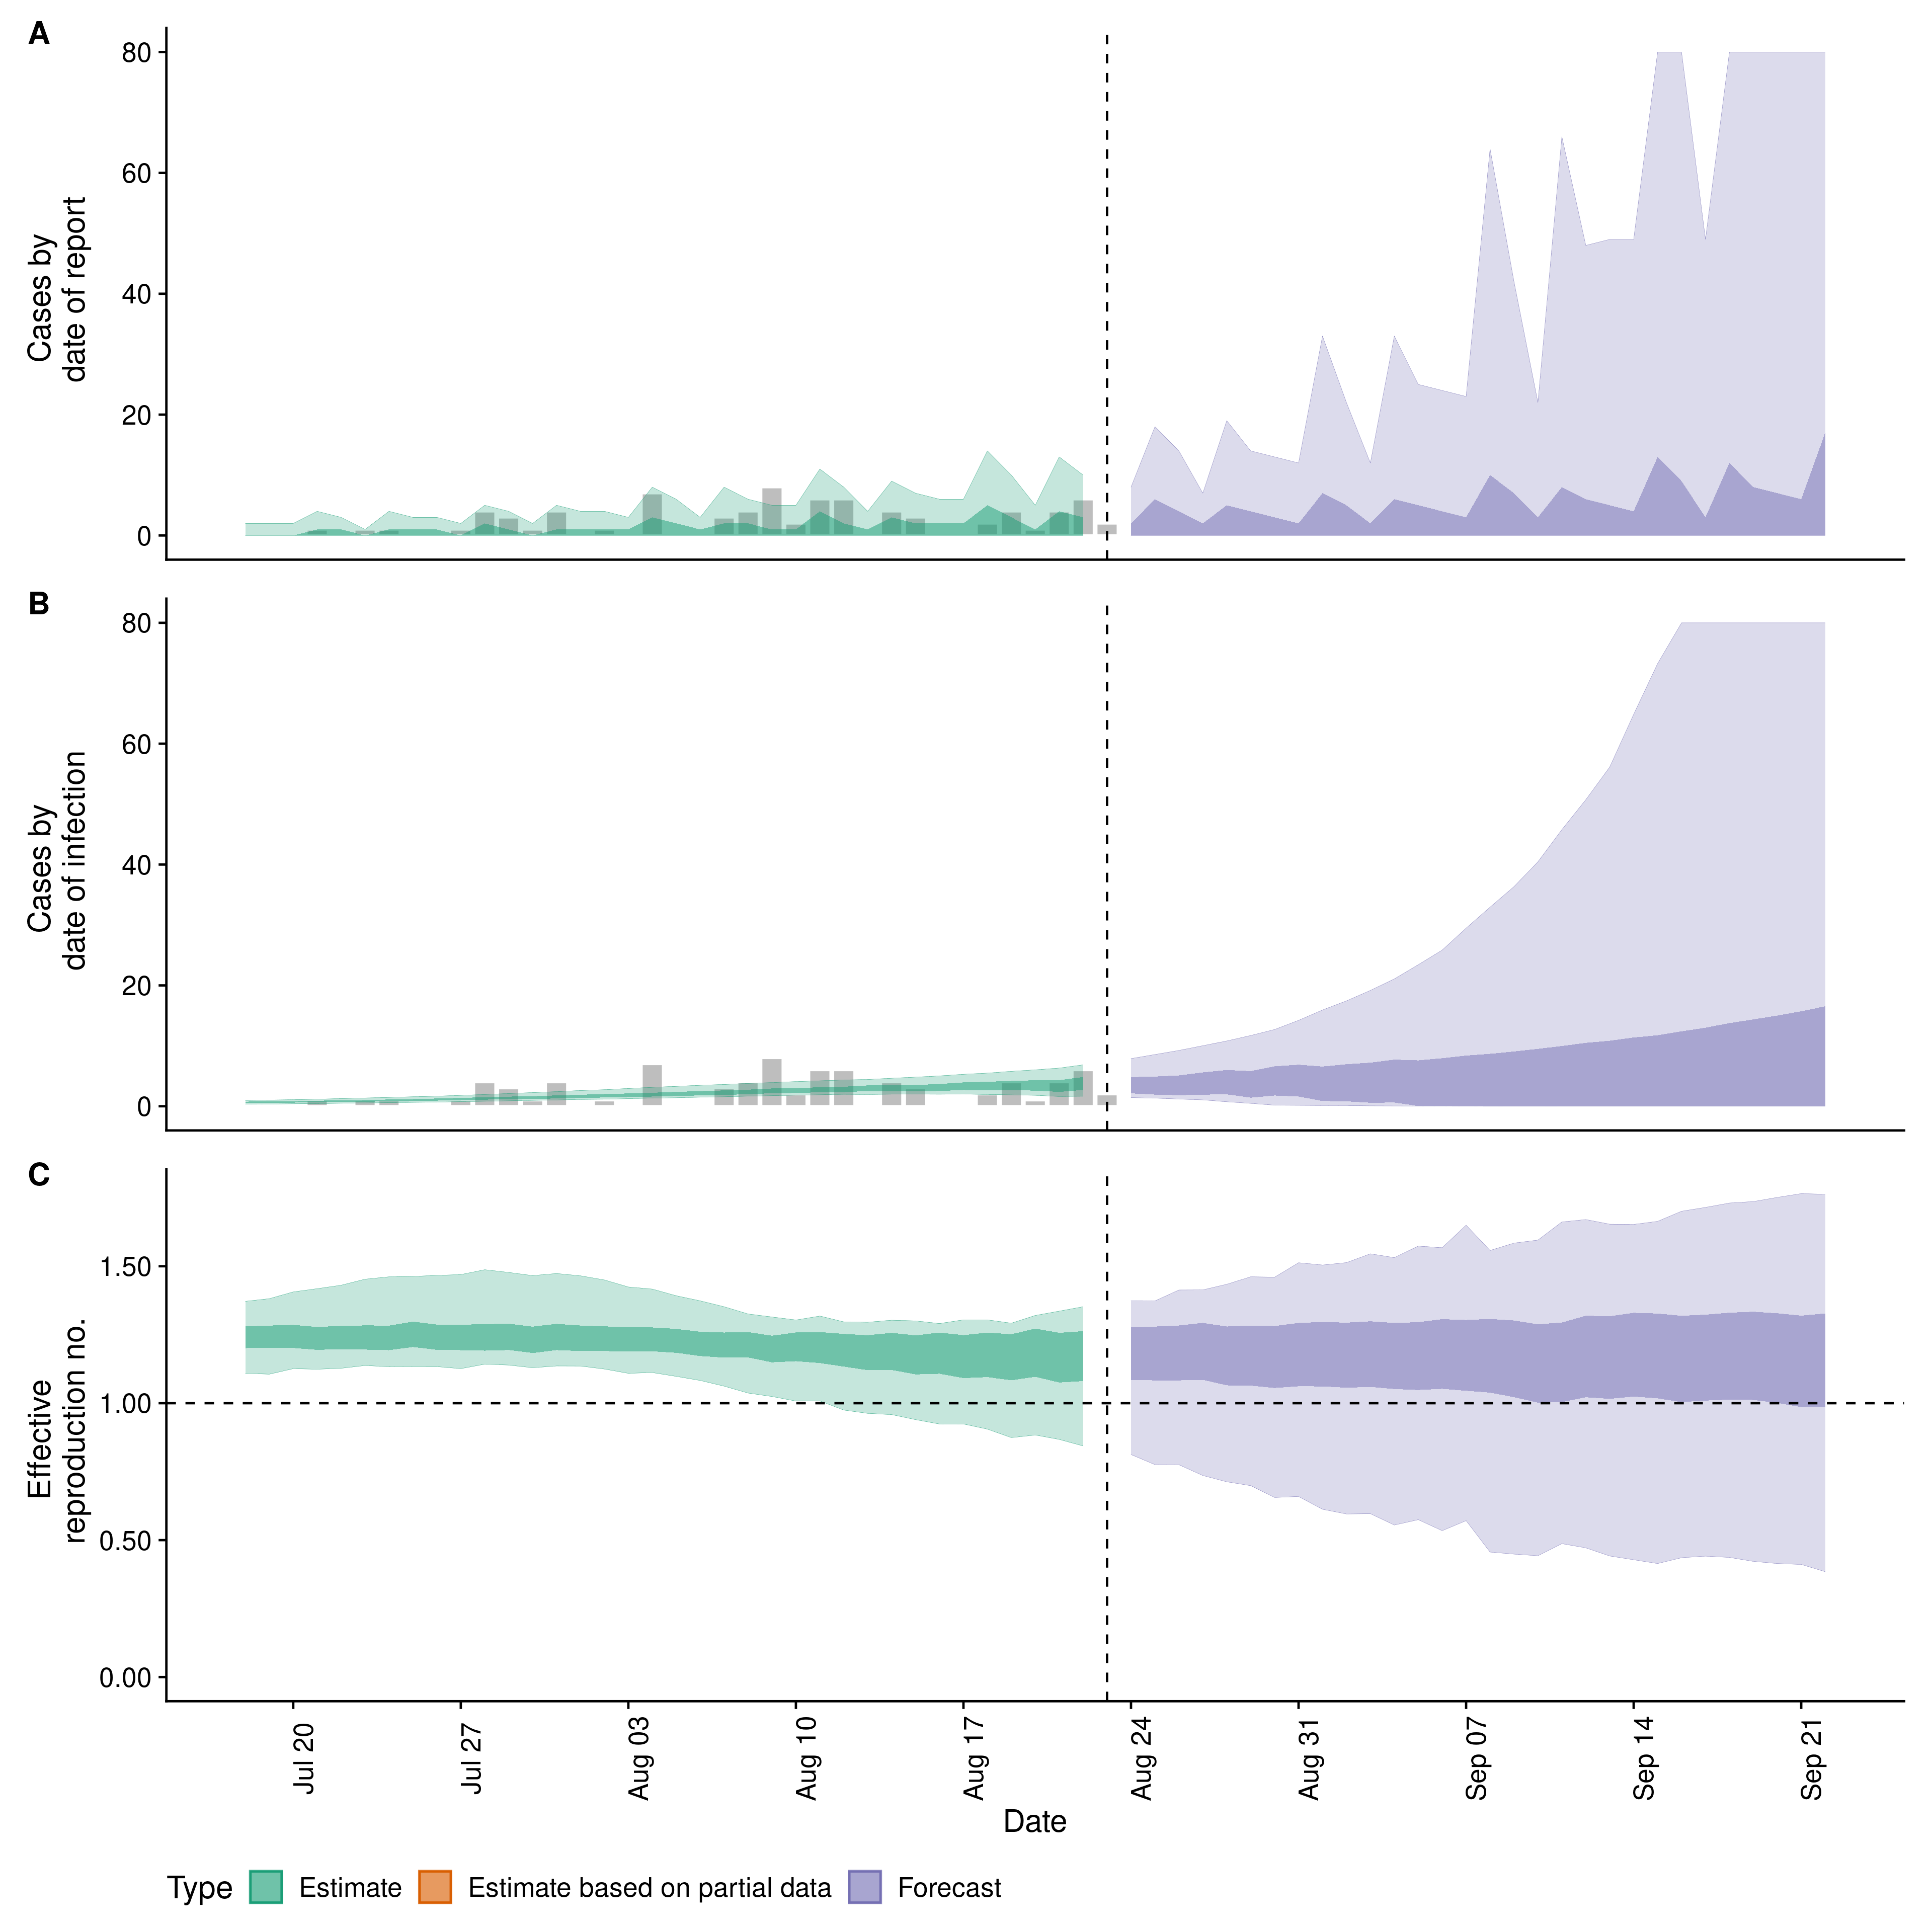 A
80
60
40
20
0
Cases by
date of report
B
80
60
40
20
0
Cases by
date of infection
C
1.50
1.00
0.50
0.00
Effective
reproduction no.
Jul 20
Jul 27
Aug 03
Aug 10
Aug 17
Aug 24
Aug 31
Sep 07
Sep 14
Sep 21
Date
Type Estimate Estimate based on partial data Forecast